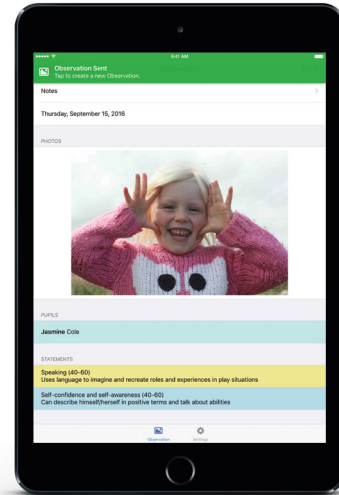 9:41 AM
Observation Sent
Tap to create a new Observation.
Notes
Thursday, September 15, 2016
PHOTOS
PUPILS
Jasmine Cole
STATEMENTS
Speaking (40-60)
Uses language to imagine and recreate roles and experiences in play situations
Self-confidence and self-awareness (40-60)
Can describe himself/herself in positive terms and talk about abilities
Observation
Settings